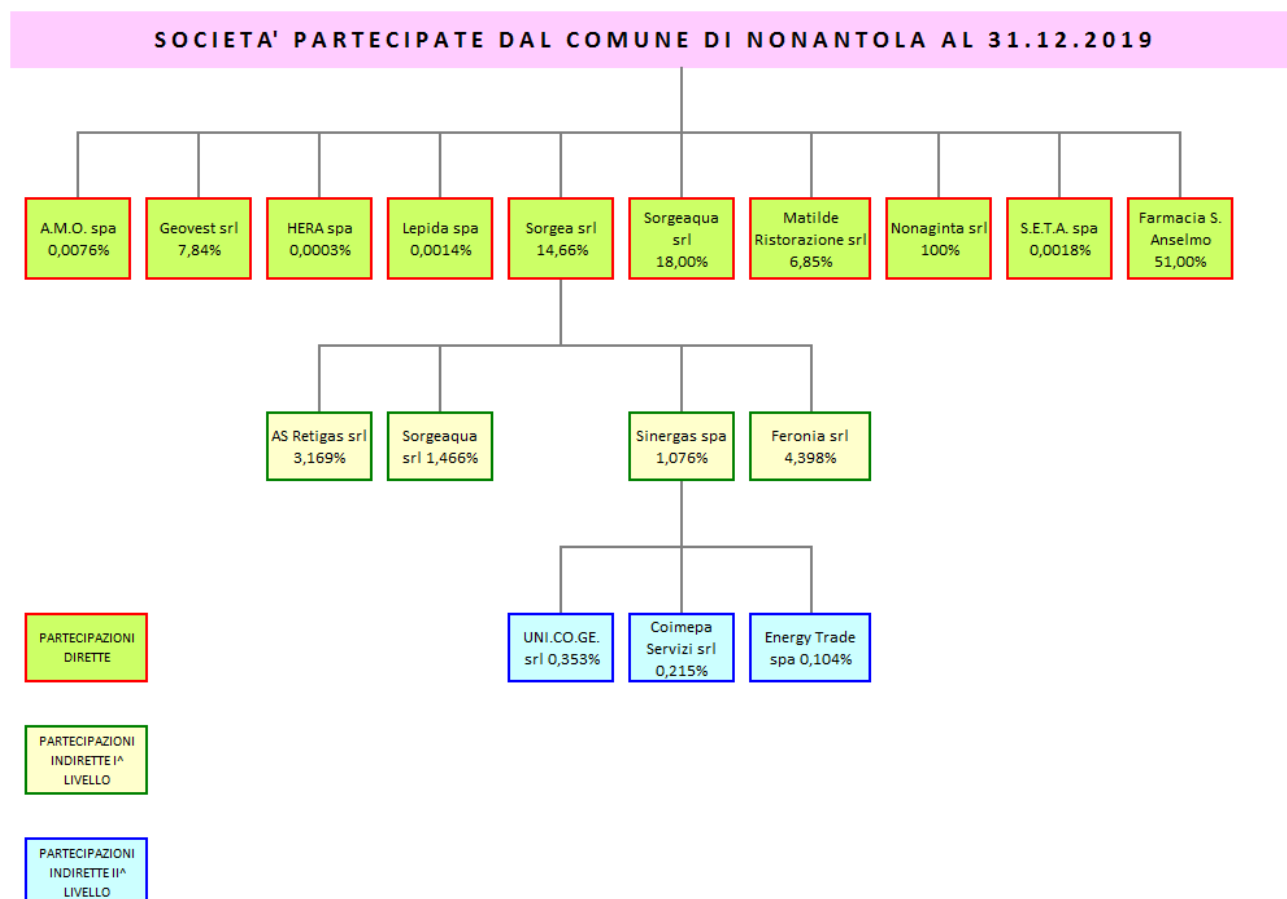 SOCIETA' PARTECIPATE DAL COMUNE DI NONANTOLA AL 31.12.2019
A.M.O. spa
0,0076%
Geovest srl
7,84%
HERA spa
0,0003%
Lepida spa
0,0014%
Sorgea srl
14,66%
Sorgeaqua
srl
18,00%
Matilde
Ristorazione srl
6,85%
Nonaginta srl
100%
S.E.T.A. spa
0,0018%
Farmacia S.
Anselmo
51,00%
AS Retigas srl
3,169%
Sorgeaqua
srl 1,466%
Sinergas spa
1,076%
Feronia srl
4,398%
UNI.CO.GE.
srl 0,353%
Coimepa
Servizi srl
0,215%
Energy Trade
spa 0,104%
PARTECIPAZIONI
DIRETTE
PARTECIPAZIONI
INDIRETTE I^
LIVELLO
PARTECIPAZIONI
INDIRETTE II^
LIVELLO